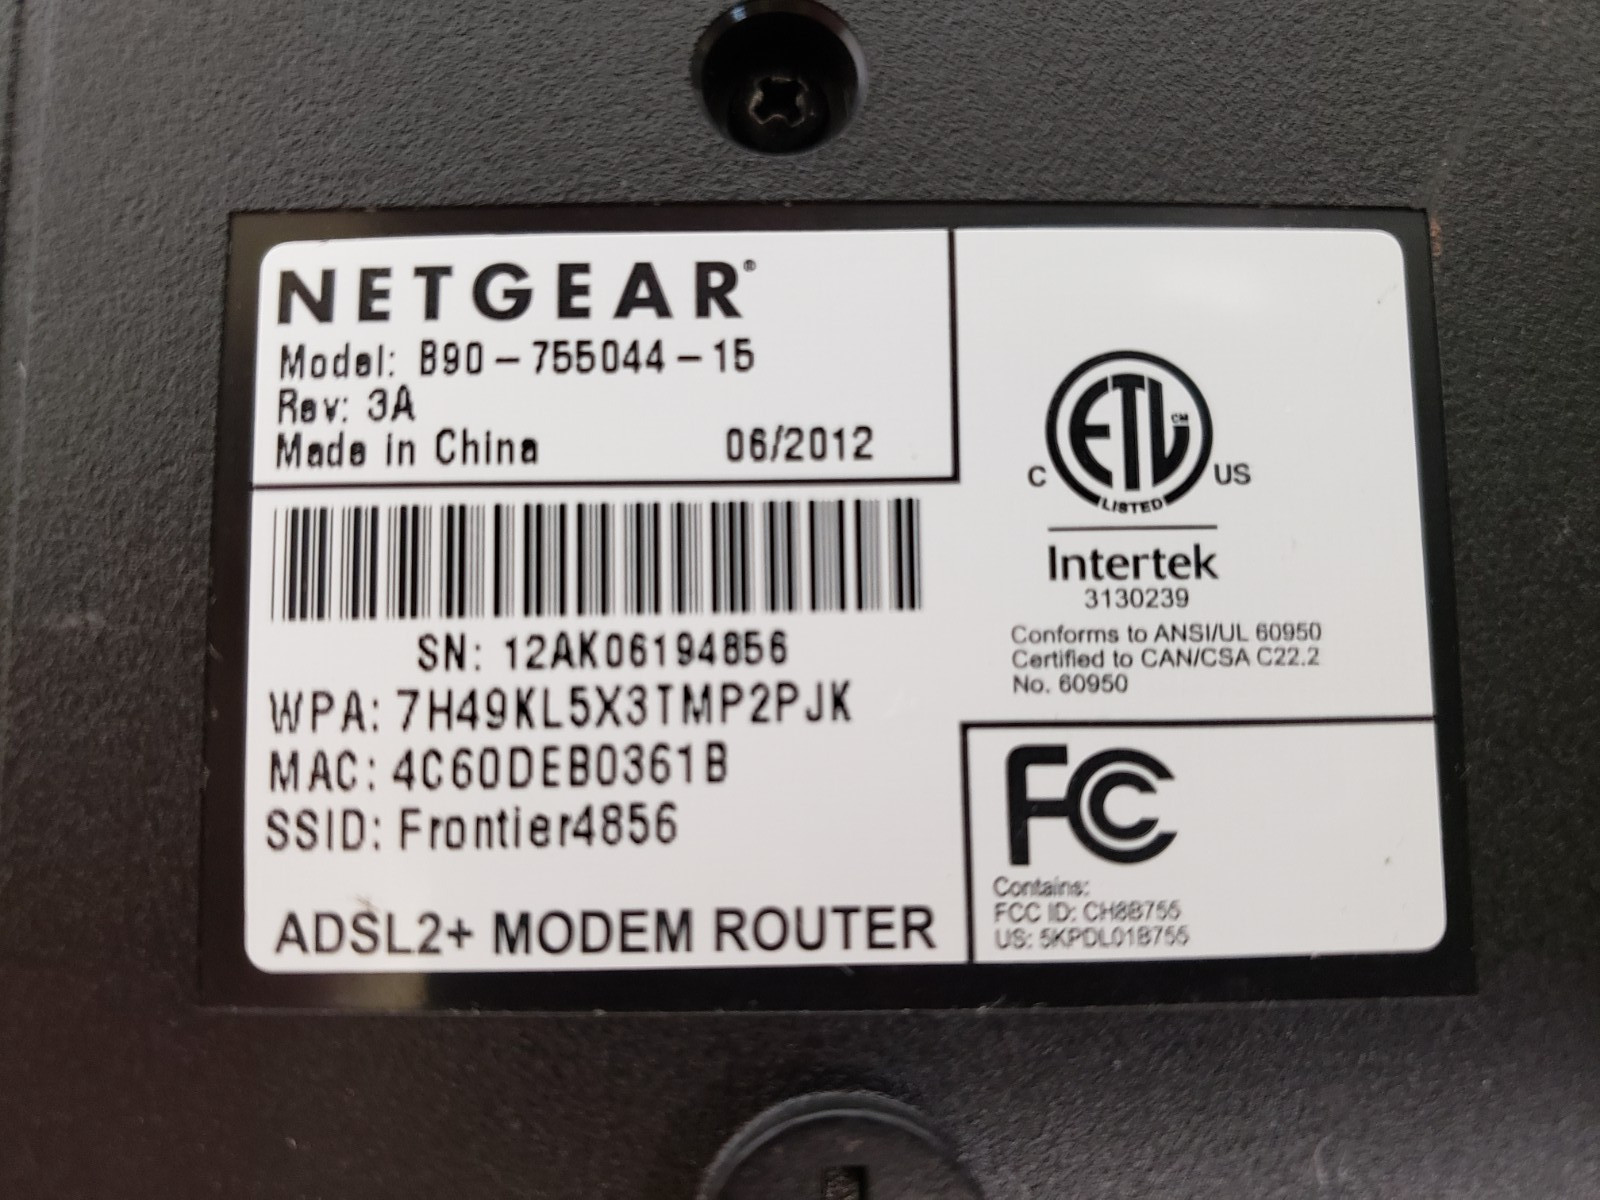 NETGEAR®
Model: B90-755044-15
Rev: 3A
Made in China 06/2012
SN: 12AK06194856
WPA: 7H49KL5X3TMP2PJK
MAC: 4C60DEB0361B
SSID: Frontier4856
ADSL2+ MODEM ROUTER
ETL CM
C US
LISTED
Intertek
3130239
Conforms to ANSI/UL 60950
Certified to CAN/CSA C22.2
No. 60950
FC
Contains:
FCC ID: CH8B755
US: 5KPDL01B755